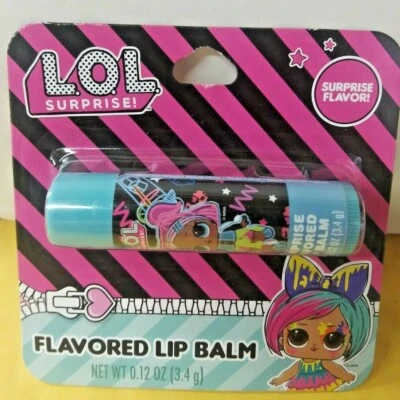 L.O.L.
SURPRISE!
SURPRISE
FLAVOR!
L.O.L.
FLAVORED LIP BALM
NET WT 0.12 OZ (3.4 g)